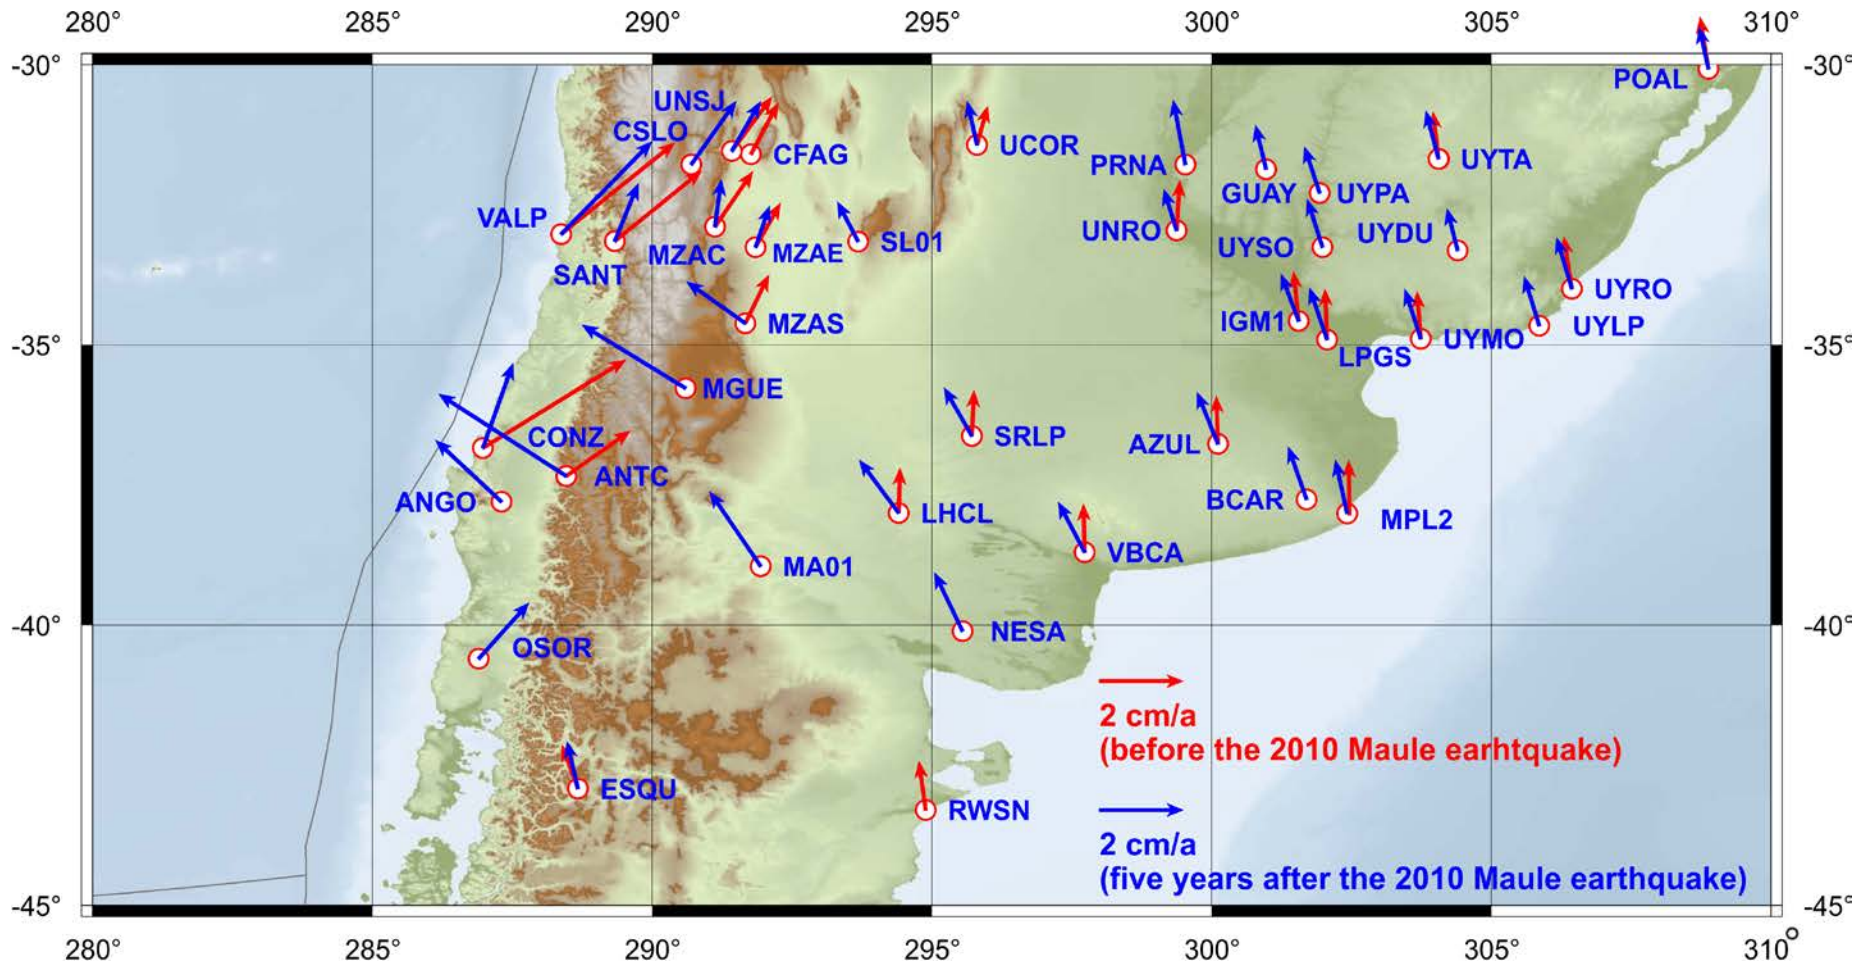 280° 285° 290° 295° 300° 305° 310°
-30° -30°
POAL
UNSJ
CSLO
CFAG
UCOR
PRNA
UYTA
GUAY UYPA
VALP
UNRO
UYSO UYDU
SL01
MZAC MZAE
SANT
UYRO
MZAS
IGM1
UYMO UYLP
-35° LPGS -35°
MGUE
CONZ
SRLP
AZUL
ANTC
ANGO
BCAR
LHCL
MPL2
VBCA
MA01
-40° NESA -40°
OSOR
2 cm/a
(before the 2010 Maule earhtquake)
ESQU
RWSN
2 cm/a
(five years after the 2010 Maule earthquake)
-45° -45°
280° 285° 290° 295° 300° 305° 310°